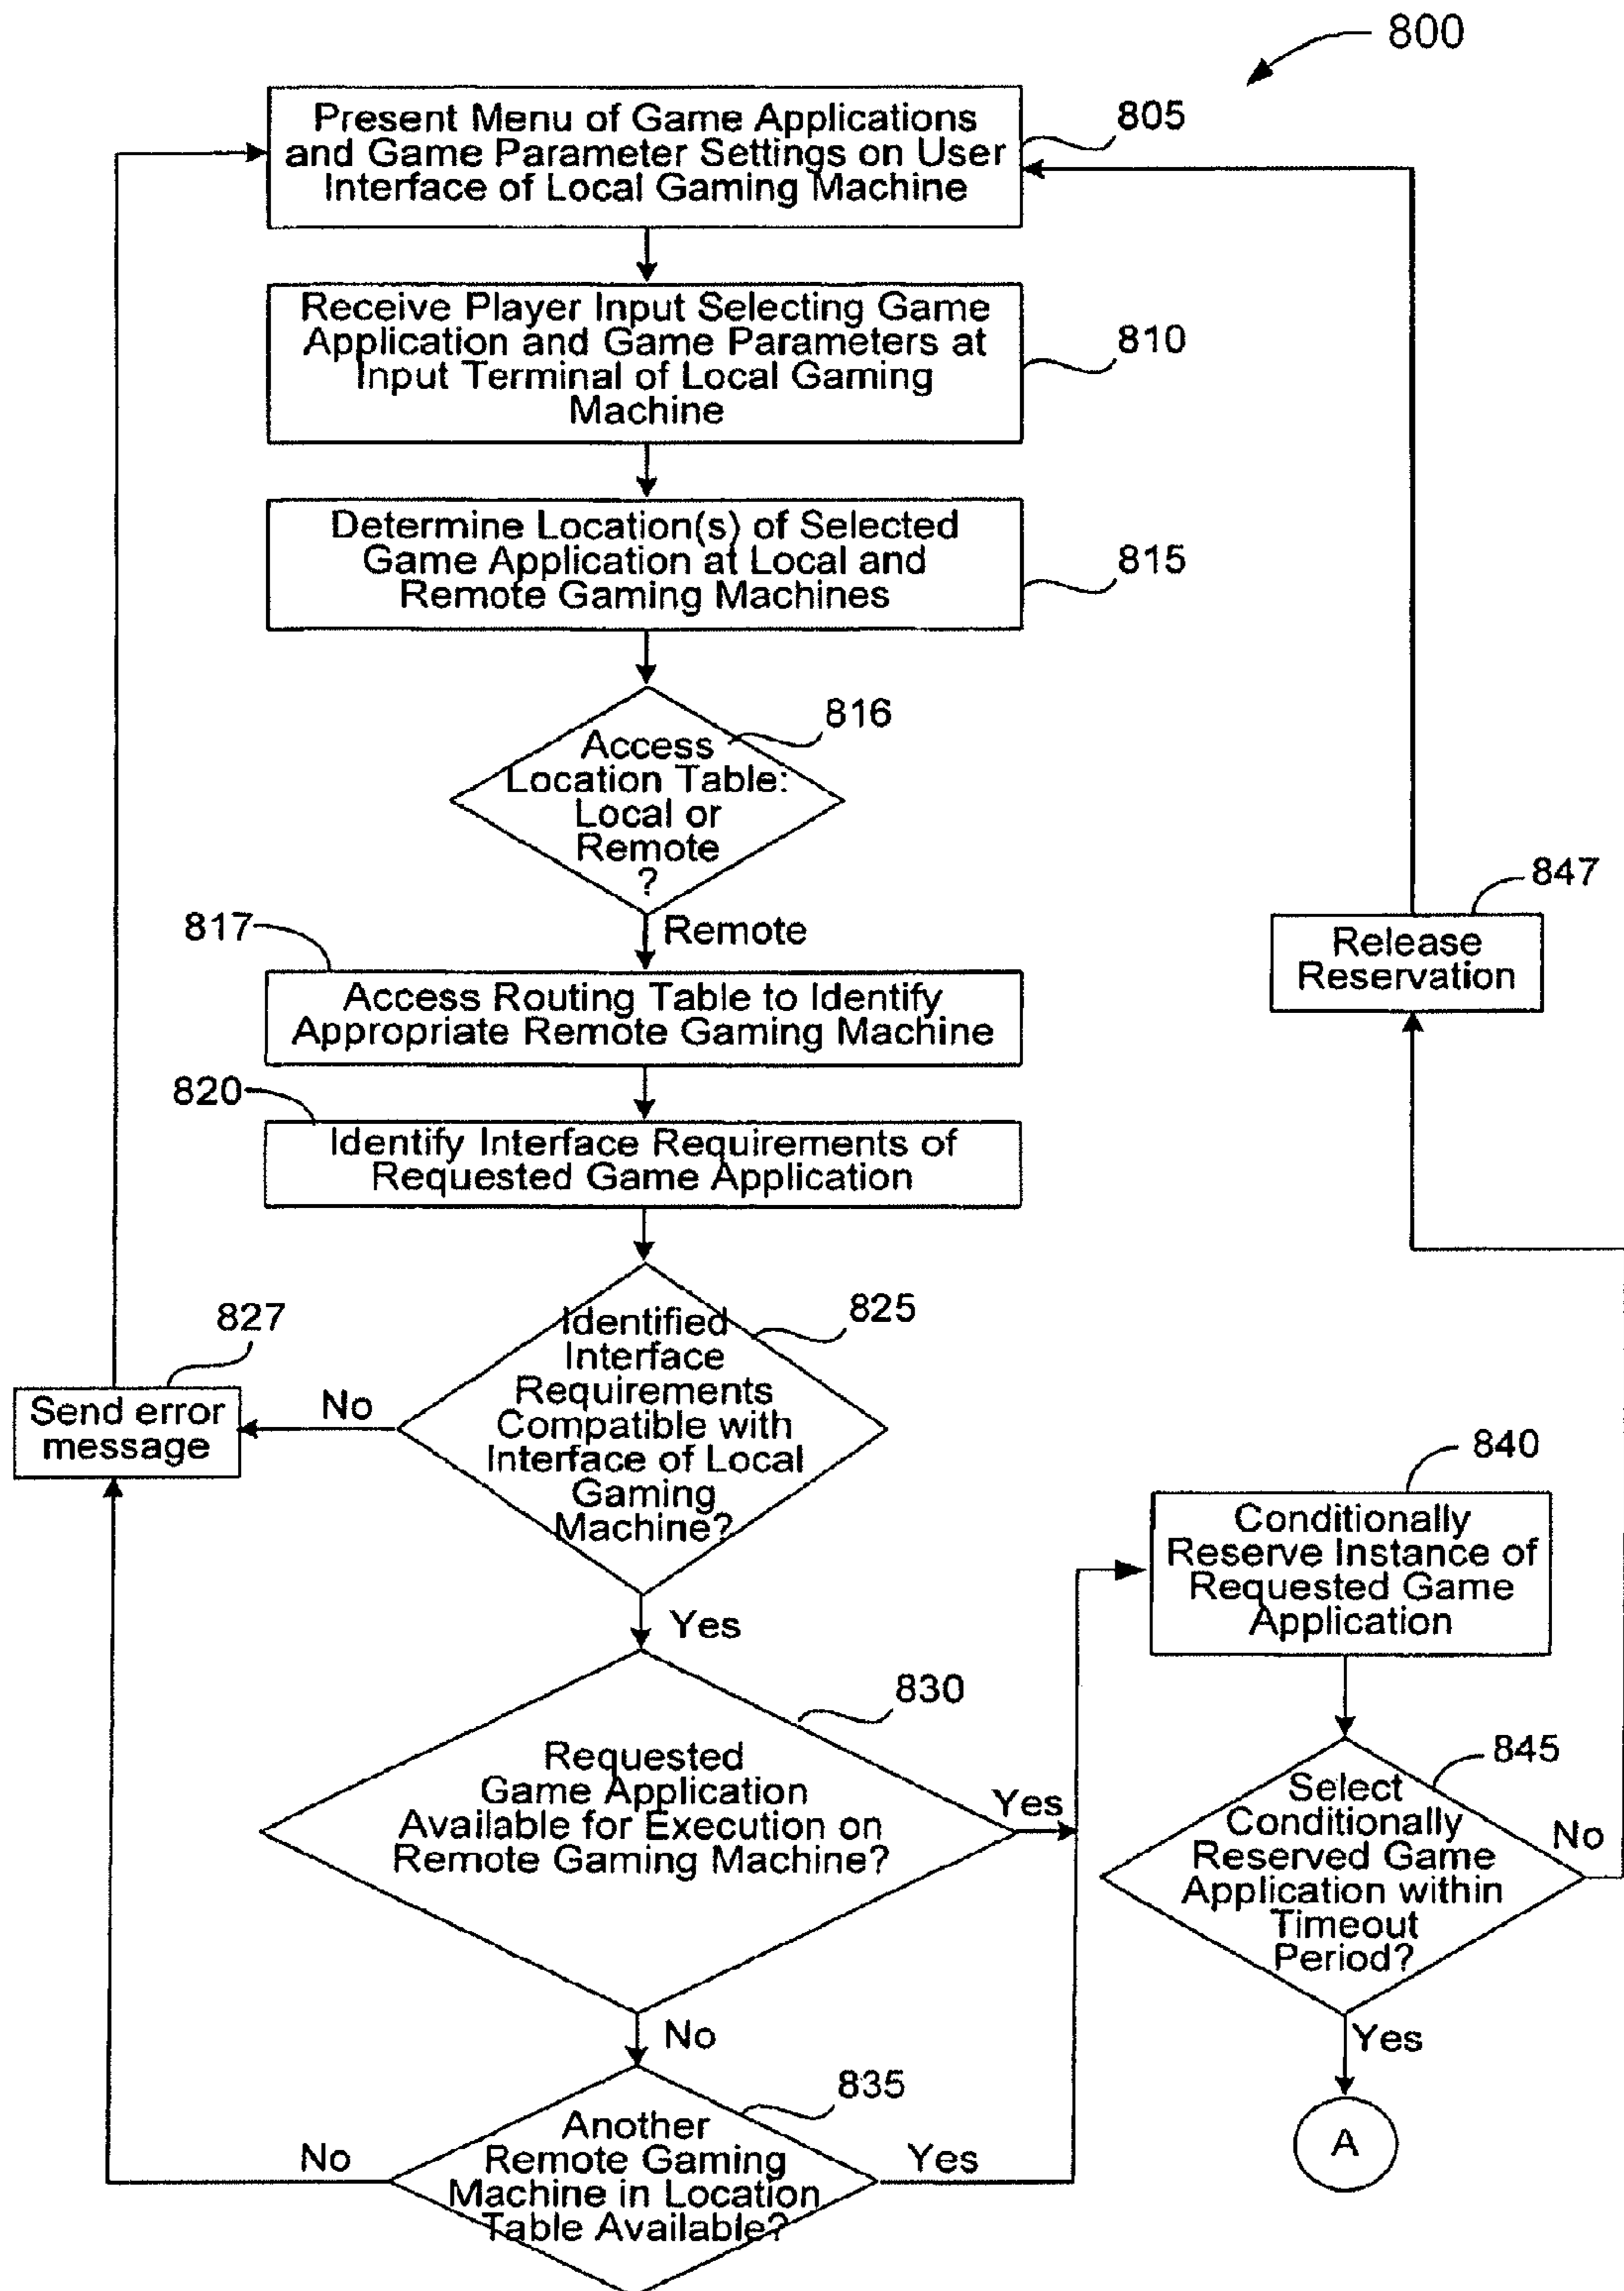 800
Present Menu of Game Applications
and Game Parameter Settings on User
Interface of Local Gaming Machine
805
Receive Player Input Selecting Game
Application and Game Parameters at
Input Terminal of Local Gaming
Machine
810
Determine Location(s) of Selected
Game Application at Local and
Remote Gaming Machines
815
816
Access
Location Table:
Local or
Remote
?
Remote
817
Access Routing Table to Identify
Appropriate Remote Gaming Machine
847
Release
Reservation
820
Identify Interface Requirements of
Requested Game Application
825
Identified
Interface
Requirements
Compatible with
Interface of Local
Gaming
Machine?
No
827
Send error
message
Yes
830
Requested
Game Application
Available for Execution on
Remote Gaming Machine?
Yes
No
835
Another
Remote Gaming
Machine in Location
Table Available?
No
Yes
840
Conditionally
Reserve Instance of
Requested Game
Application
845
Select
Conditionally
Reserved Game
Application within
Timeout
Period?
No
Yes
A